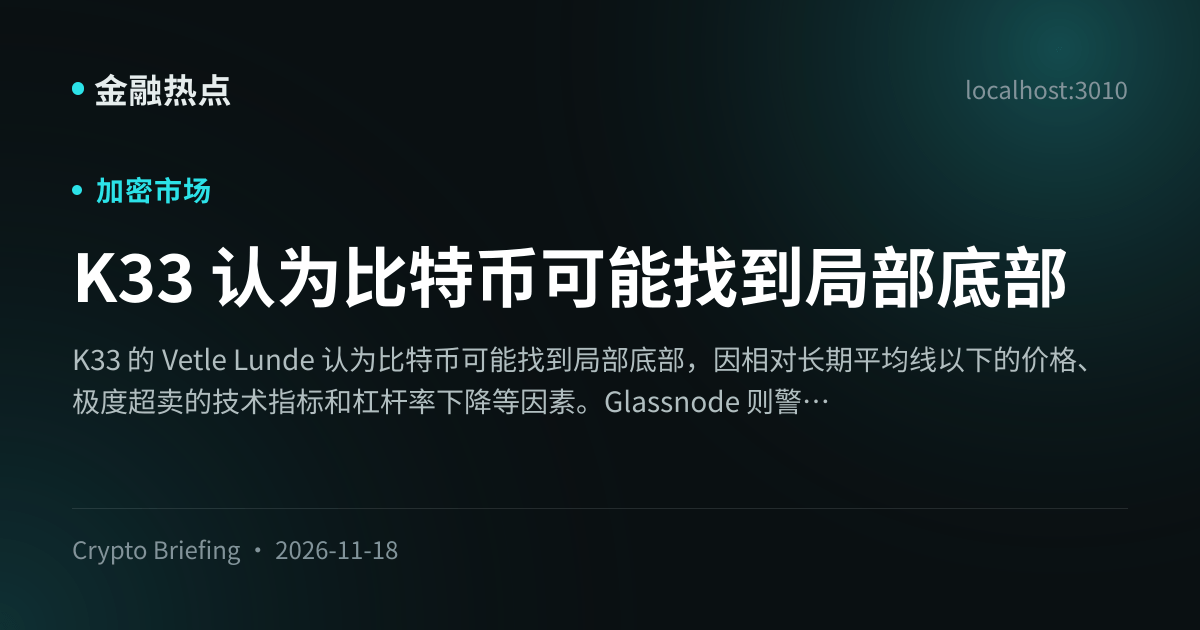 金融热点
localhost:3010
加密市场
K33 认为比特币可能找到局部底部
K33 的 Vetle Lunde 认为比特币可能找到局部底部，因相对长期平均线以下的价格、
极度超卖的技术指标和杠杆率下降等因素。Glassnode 则警…
Crypto Briefing · 2026-11-18